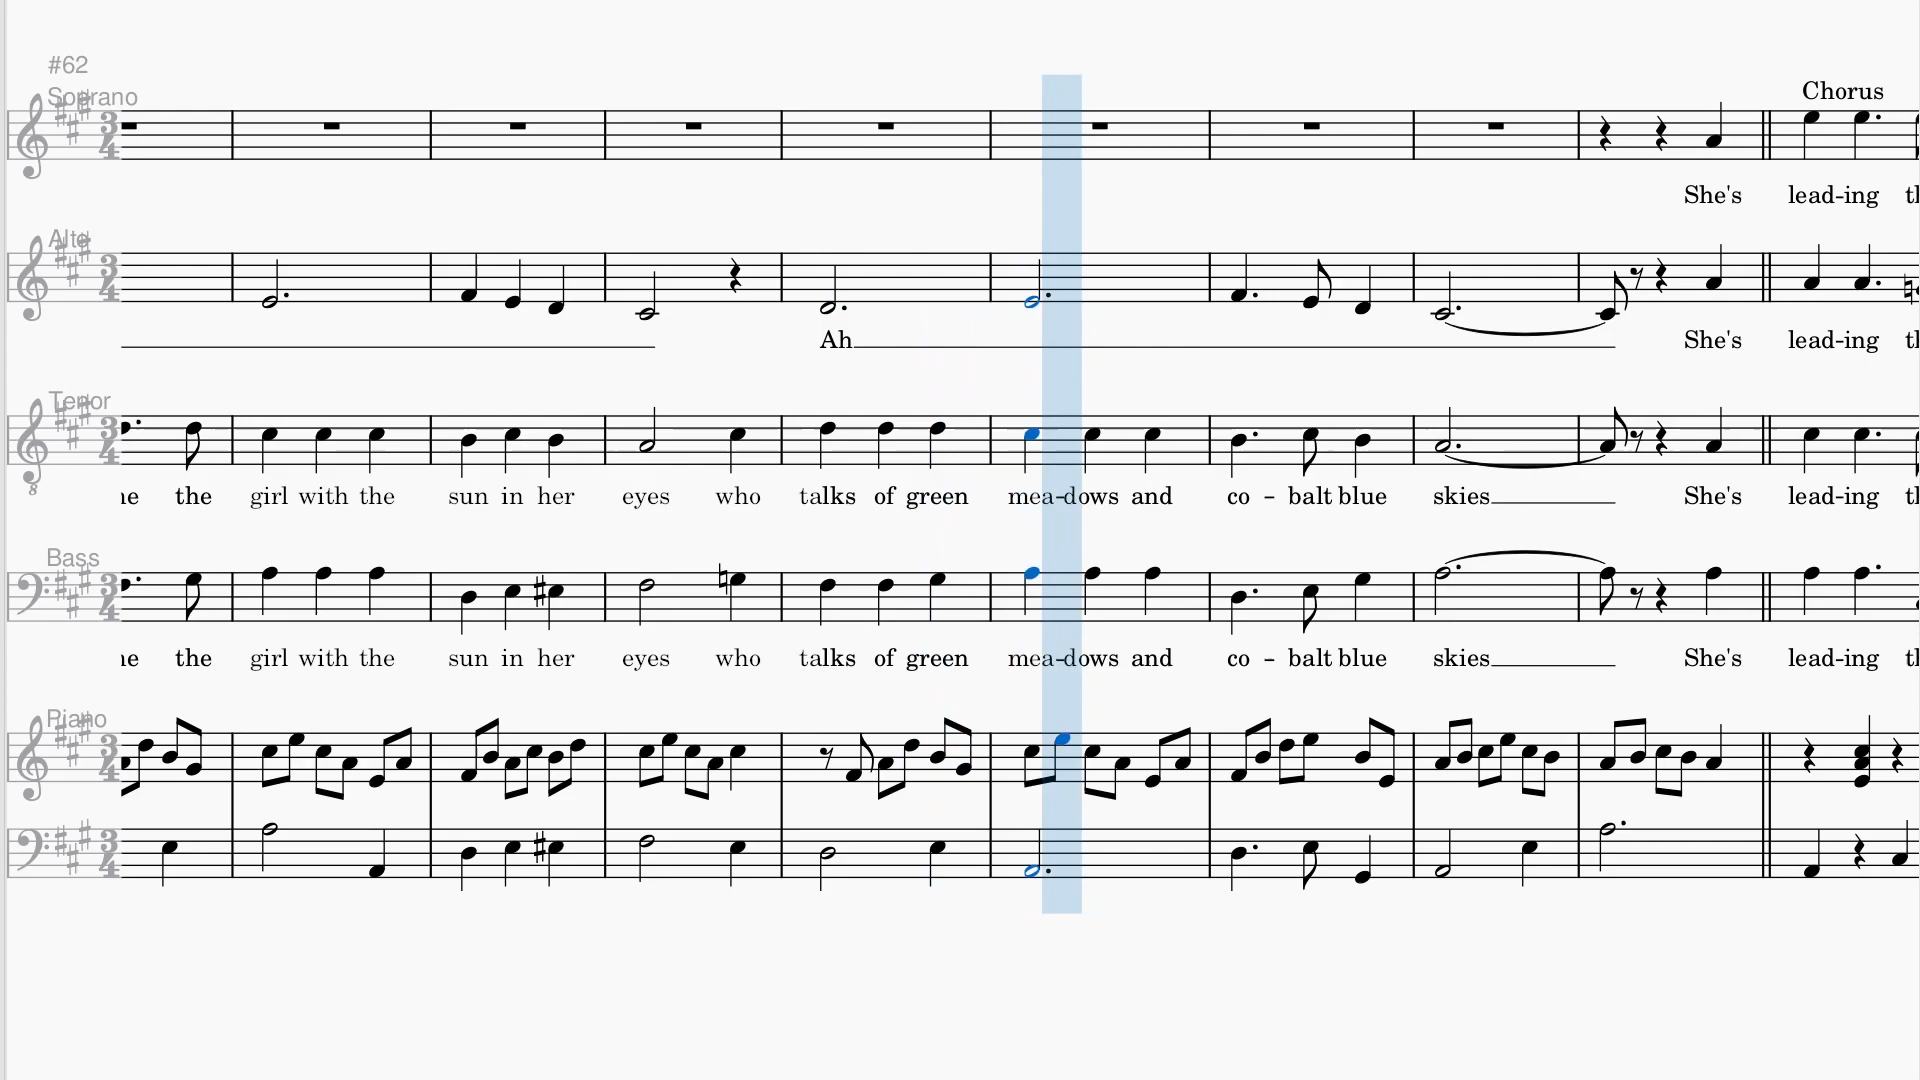 #62
Soprano
Chorus
She's lead-ing
Alto
Ah She's lead-ing
Tenor
the girl with the sun in her eyes who talks of green mea-dows and co - balt blue skies She's lead-ing
Bass
the girl with the sun in her eyes who talks of green mea-dows and co - balt blue skies She's lead-ing
Piano